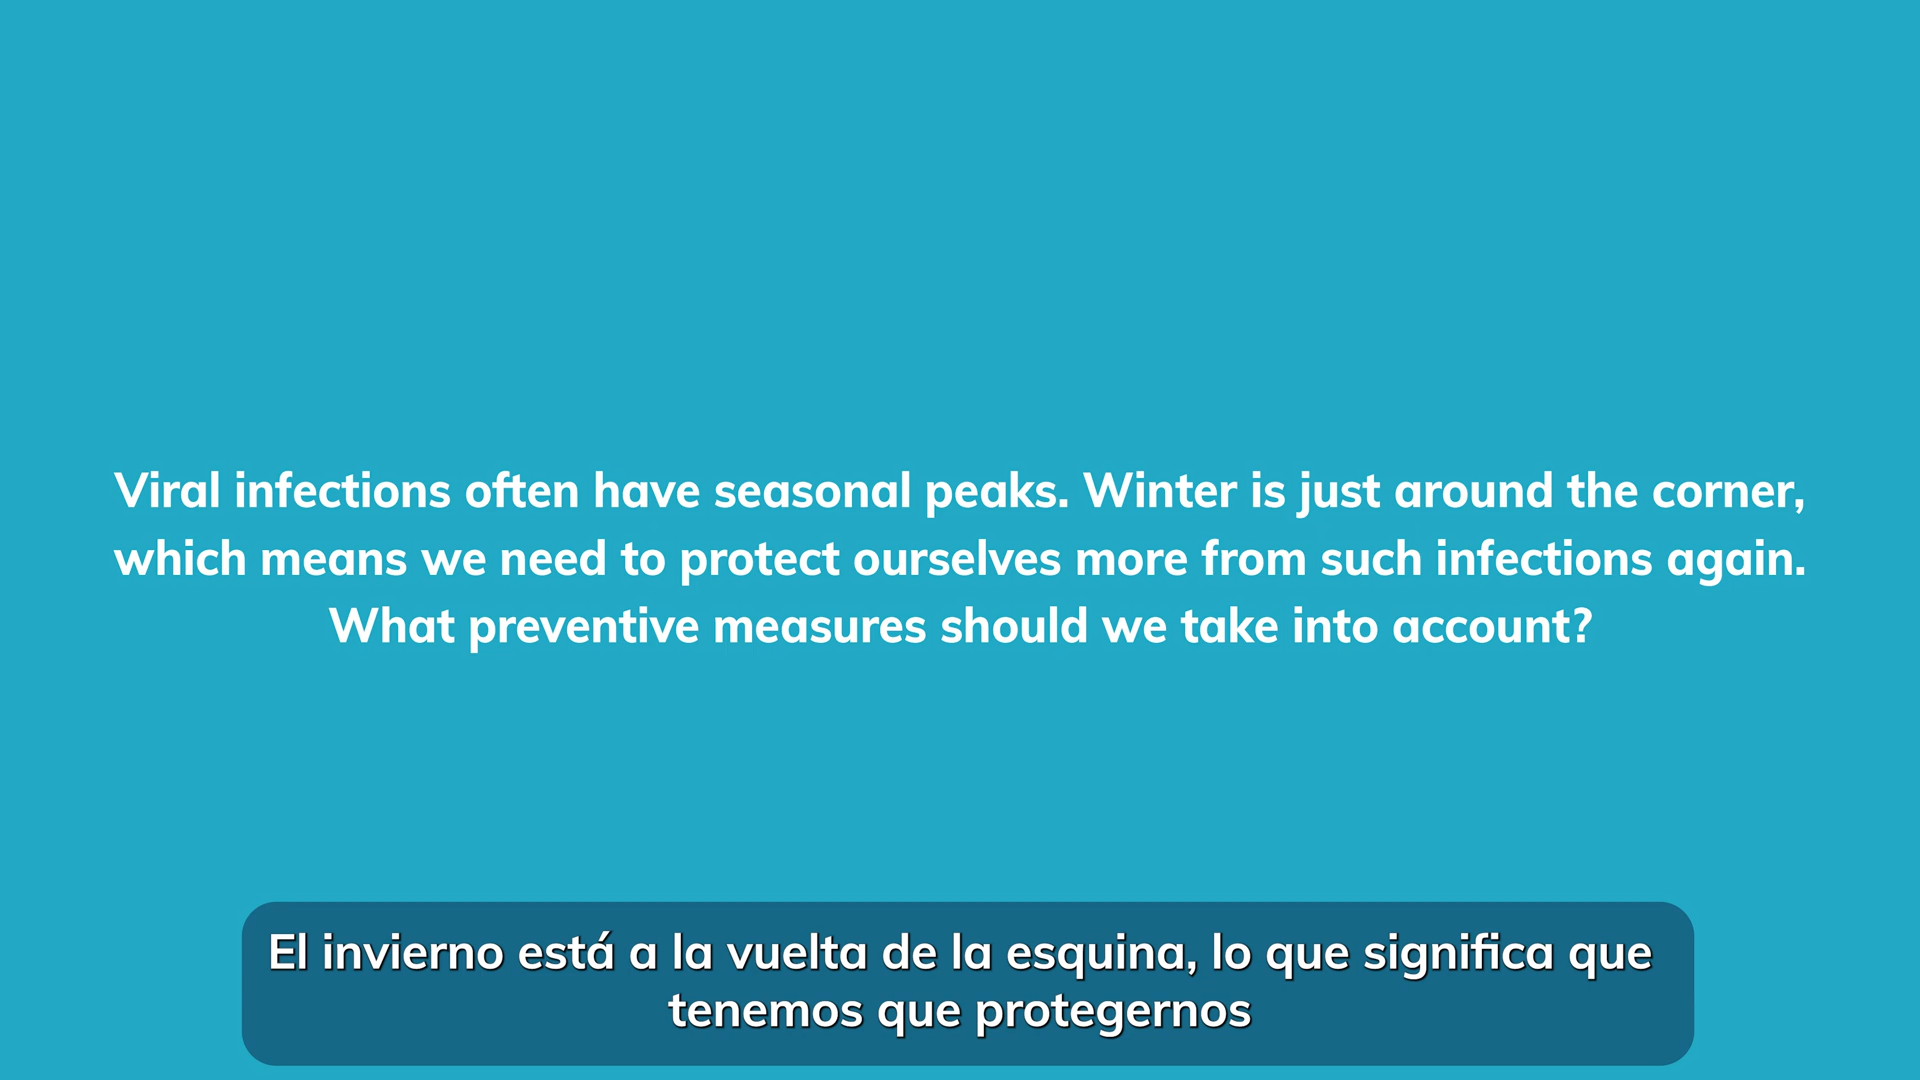 Viral infections often have seasonal peaks. Winter is just around the corner,
which means we need to protect ourselves more from such infections again.
What preventive measures should we take into account?
El invierno está a la vuelta de la esquina, lo que significa que
tenemos que protegernos